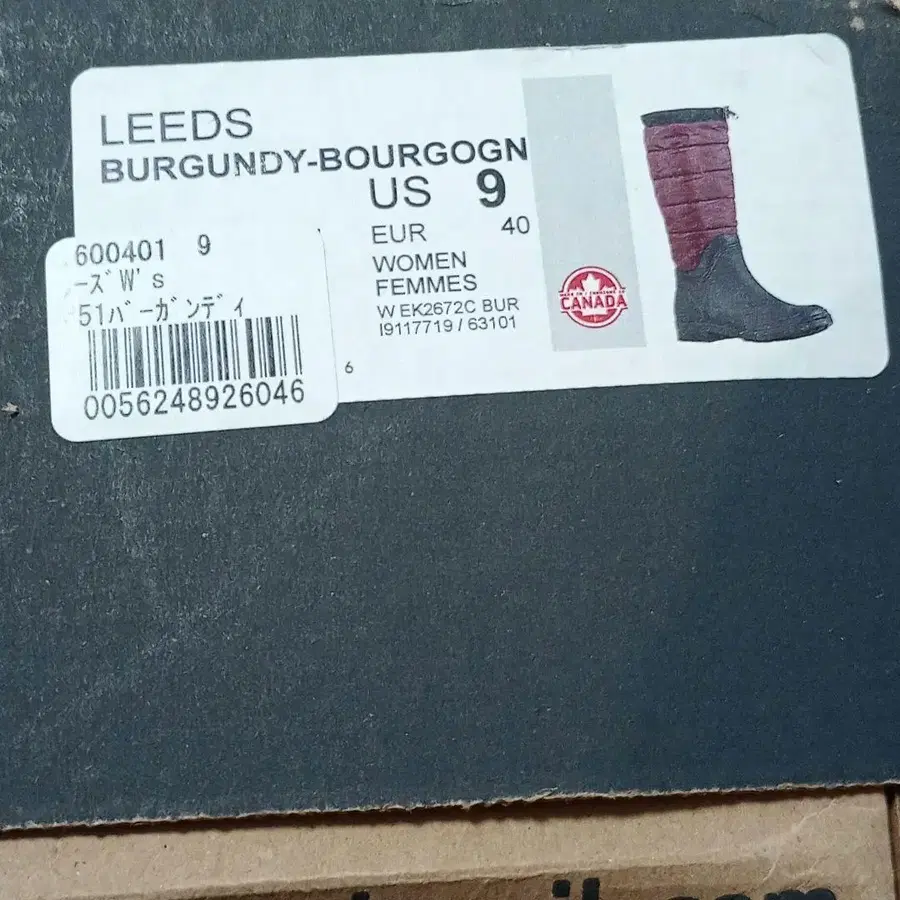 LEEDS
BURGUNDY-BOURGOGN
US 9
EUR 40
WOMEN
FEMMES
W EK2672C BUR
I9117719 / 63101
6
CANADA
600401 9
ｰｽﾞW's
51ﾊﾞｰｶﾞﾝﾃﾞｨ
0056248926046